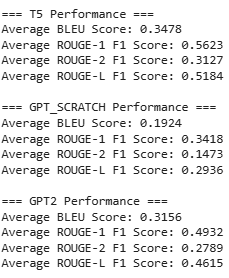 === T5 Performance ===
Average BLEU Score: 0.3478
Average ROUGE-1 F1 Score: 0.5623
Average ROUGE-2 F1 Score: 0.3127
Average ROUGE-L F1 Score: 0.5184
=== GPT_SCRATCH Performance ===
Average BLEU Score: 0.1924
Average ROUGE-1 F1 Score: 0.3418
Average ROUGE-2 F1 Score: 0.1473
Average ROUGE-L F1 Score: 0.2936
=== GPT2 Performance ===
Average BLEU Score: 0.3156
Average ROUGE-1 F1 Score: 0.4932
Average ROUGE-2 F1 Score: 0.2789
Average ROUGE-L F1 Score: 0.4615